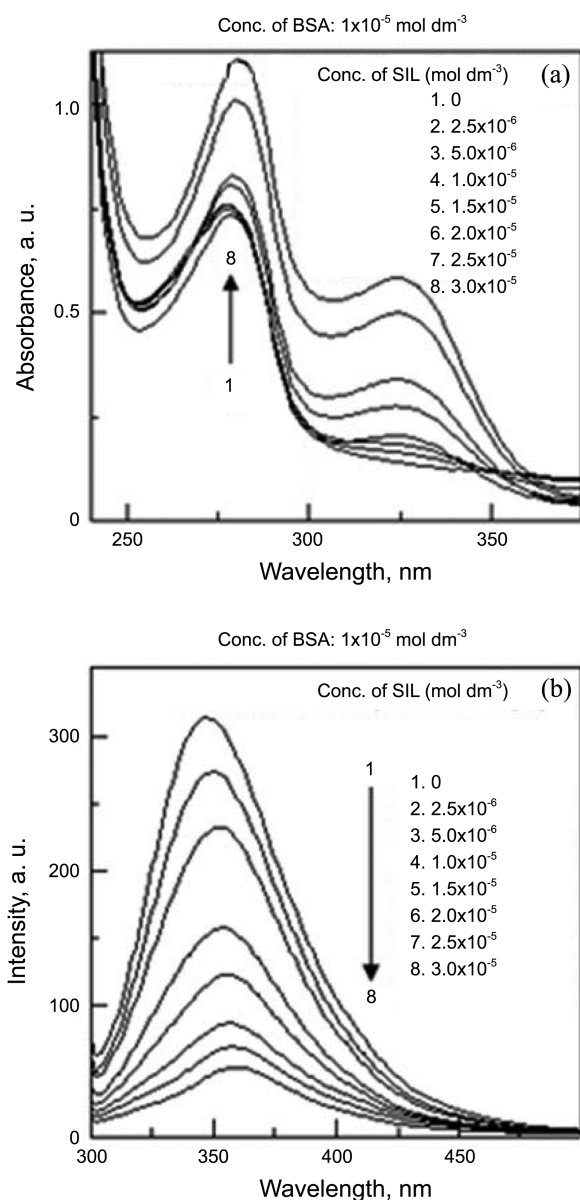 Conc. of BSA: 1x10⁻⁵ mol dm⁻³
Conc. of SIL (mol dm⁻³) (a)
1. 0
2. 2.5x10⁻⁶
3. 5.0x10⁻⁶
4. 1.0x10⁻⁵
5. 1.5x10⁻⁵
6. 2.0x10⁻⁵
7. 2.5x10⁻⁵
8. 3.0x10⁻⁵
1.0
0.5
0
8
1
Absorbance, a. u.
250 300 350
Wavelength, nm
Conc. of BSA: 1x10⁻⁵ mol dm⁻³
Conc. of SIL (mol dm⁻³) (b)
1
1. 0
2. 2.5x10⁻⁶
3. 5.0x10⁻⁶
4. 1.0x10⁻⁵
5. 1.5x10⁻⁵
6. 2.0x10⁻⁵
7. 2.5x10⁻⁵
8. 3.0x10⁻⁵
8
300
200
100
0
Intensity, a. u.
300 350 400 450
Wavelength, nm